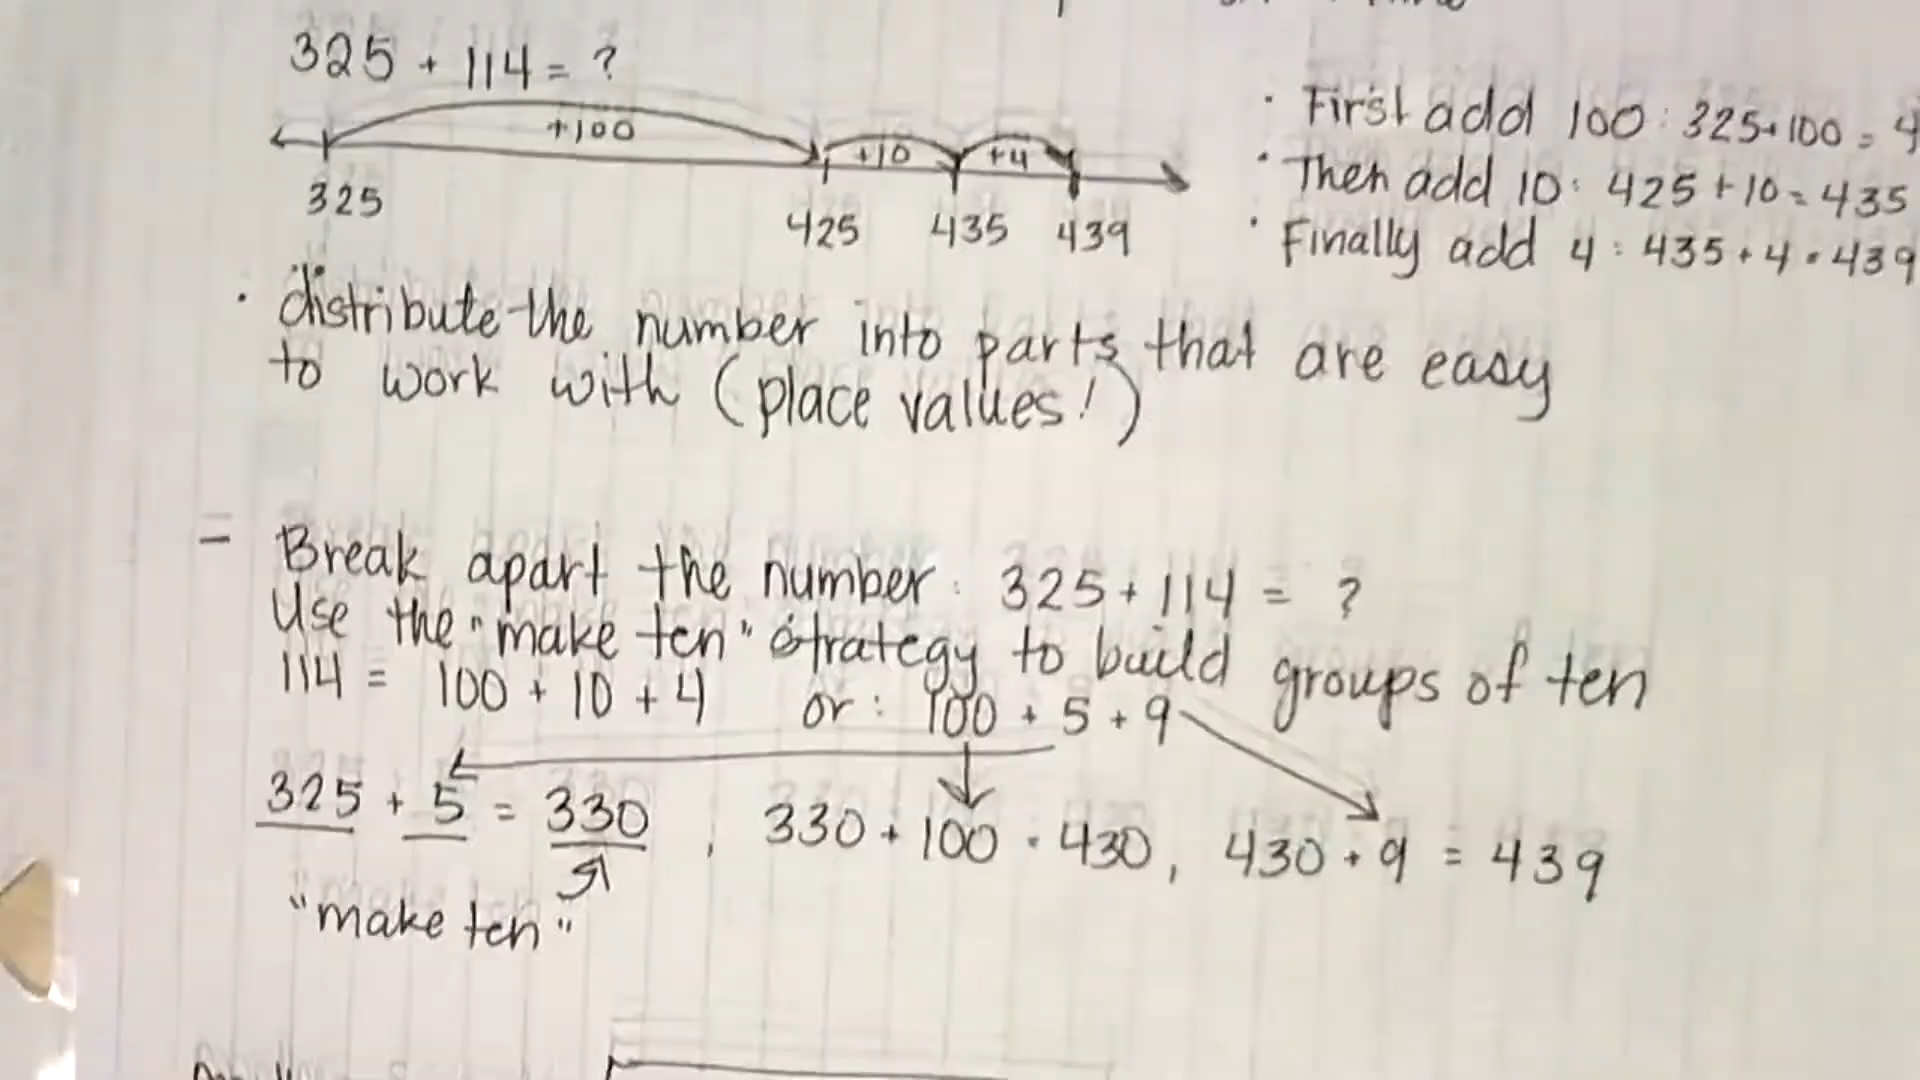 325 + 114 = ?
+100 +10 +4
325 425 435 439
· First add 100 : 325+100 = 4
· Then add 10 : 425 + 10 = 435
· Finally add 4 : 435 + 4 = 439
· distribute the number into parts that are easy
to work with (place values!)
- Break apart the number : 325 + 114 = ?
Use the "make ten" strategy to build groups of ten
114 = 100 + 10 + 4 or : 100 + 5 + 9
325 + 5 = 330 , 330 + 100 = 430, 430 + 9 = 439
"make ten"